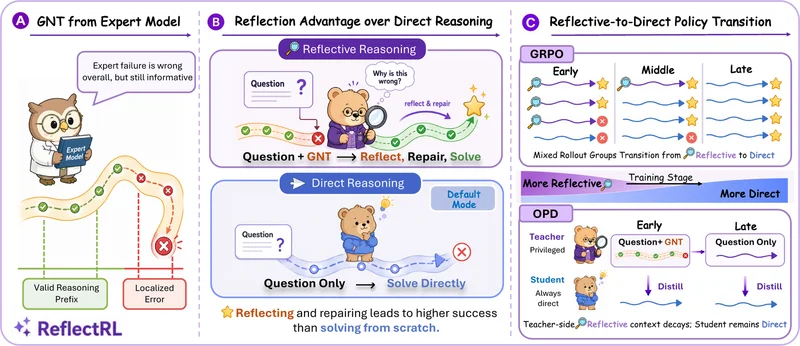 A GNT from Expert Model
Expert failure is wrong
overall, but still informative
Expert
Model
Valid Reasoning
Prefix
Localized
Error
ReflectRL
B Reflection Advantage over Direct Reasoning
Reflective Reasoning
Question
?
Why is this
wrong?
reflect & repair
Question + GNT → Reflect, Repair, Solve
Direct Reasoning
Default
Mode
Question
?
Question Only → Solve Directly
Reflecting and repairing leads to higher success
than solving from scratch.
C Reflective-to-Direct Policy Transition
GRPO
Early Middle Late
Mixed Rollout Groups Transition from Reflective to Direct
More Reflective
Training Stage
More Direct
OPD
Early Late
Teacher
Privileged
Question+ GNT
Question Only
Student
Always
direct
Distill
Distill
Teacher-side Reflective context decays; Student remains Direct